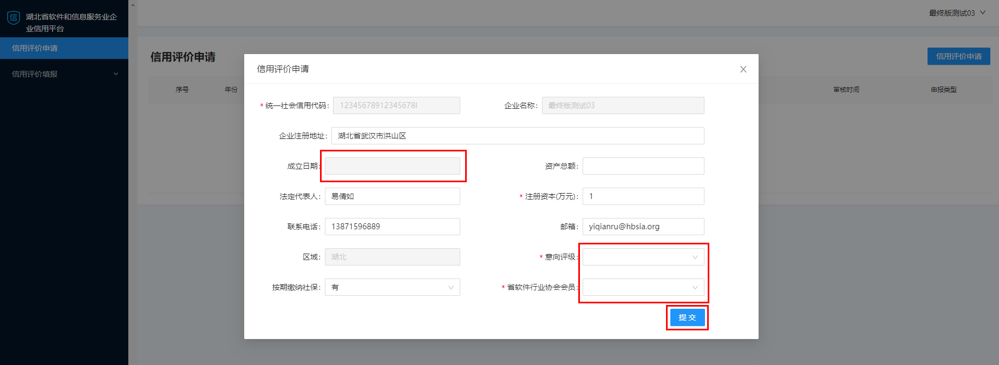 信
湖北省软件和信息服务业企
业信用平台
信用评价申请
信用评价填报
最终版测试03
信用评价申请
信用评价申请
序号 年份 审核时间 申报类型
信用评价申请
* 统一社会信用代码: 12345678912345678I 企业名称: 最终版测试03
企业注册地址: 湖北省武汉市洪山区
成立日期: 资产总额:
法定代表人: 易倩如 * 注册资本(万元): 1
联系电话: 13871596889 邮箱: yiqianru@hbsia.org
区域: 湖北 * 意向评级:
按期缴纳社保: 有 * 省软件行业协会会员:
提交